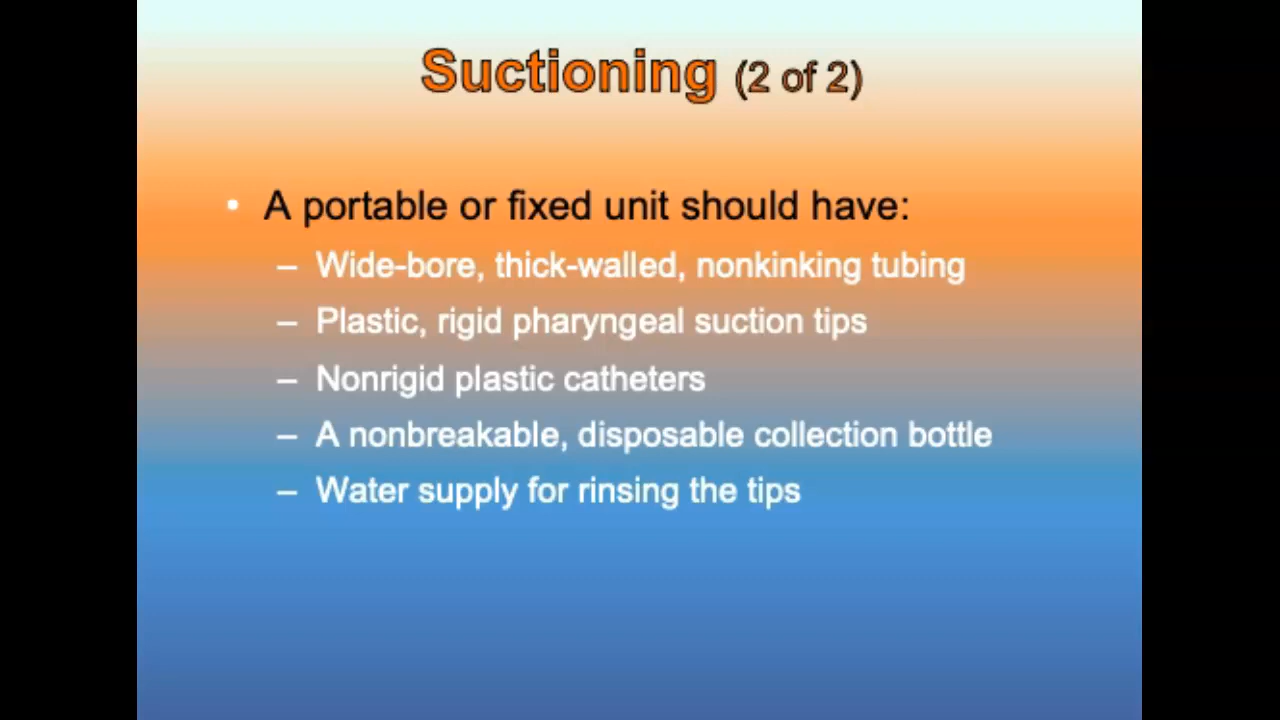 Suctioning (2 of 2)
• A portable or fixed unit should have:
– Wide-bore, thick-walled, nonkinking tubing
– Plastic, rigid pharyngeal suction tips
– Nonrigid plastic catheters
– A nonbreakable, disposable collection bottle
– Water supply for rinsing the tips